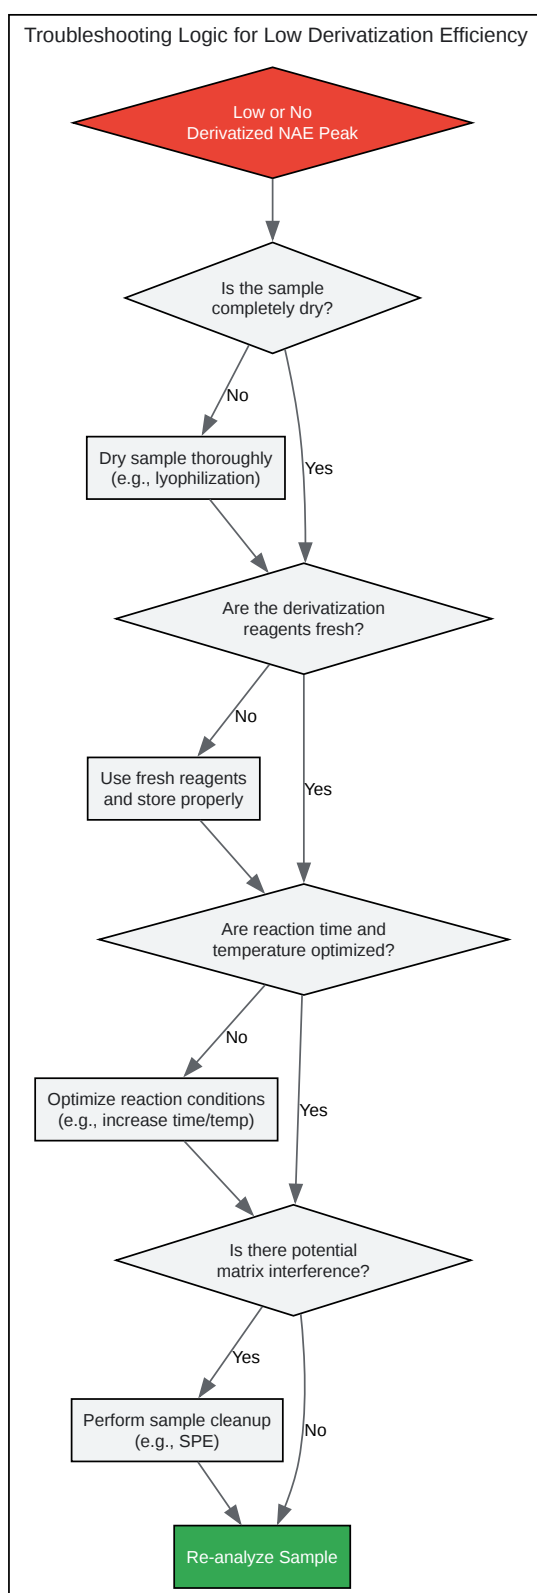 Troubleshooting Logic for Low Derivatization Efficiency
Low or No
Derivatized NAE Peak
Is the sample
completely dry?
No
Dry sample thoroughly
(e.g., lyophilization)
Yes
Are the derivatization
reagents fresh?
No
Use fresh reagents
and store properly
Yes
Are reaction time and
temperature optimized?
No
Optimize reaction conditions
(e.g., increase time/temp)
Yes
Is there potential
matrix interference?
Yes
Perform sample cleanup
(e.g., SPE)
No
Re-analyze Sample